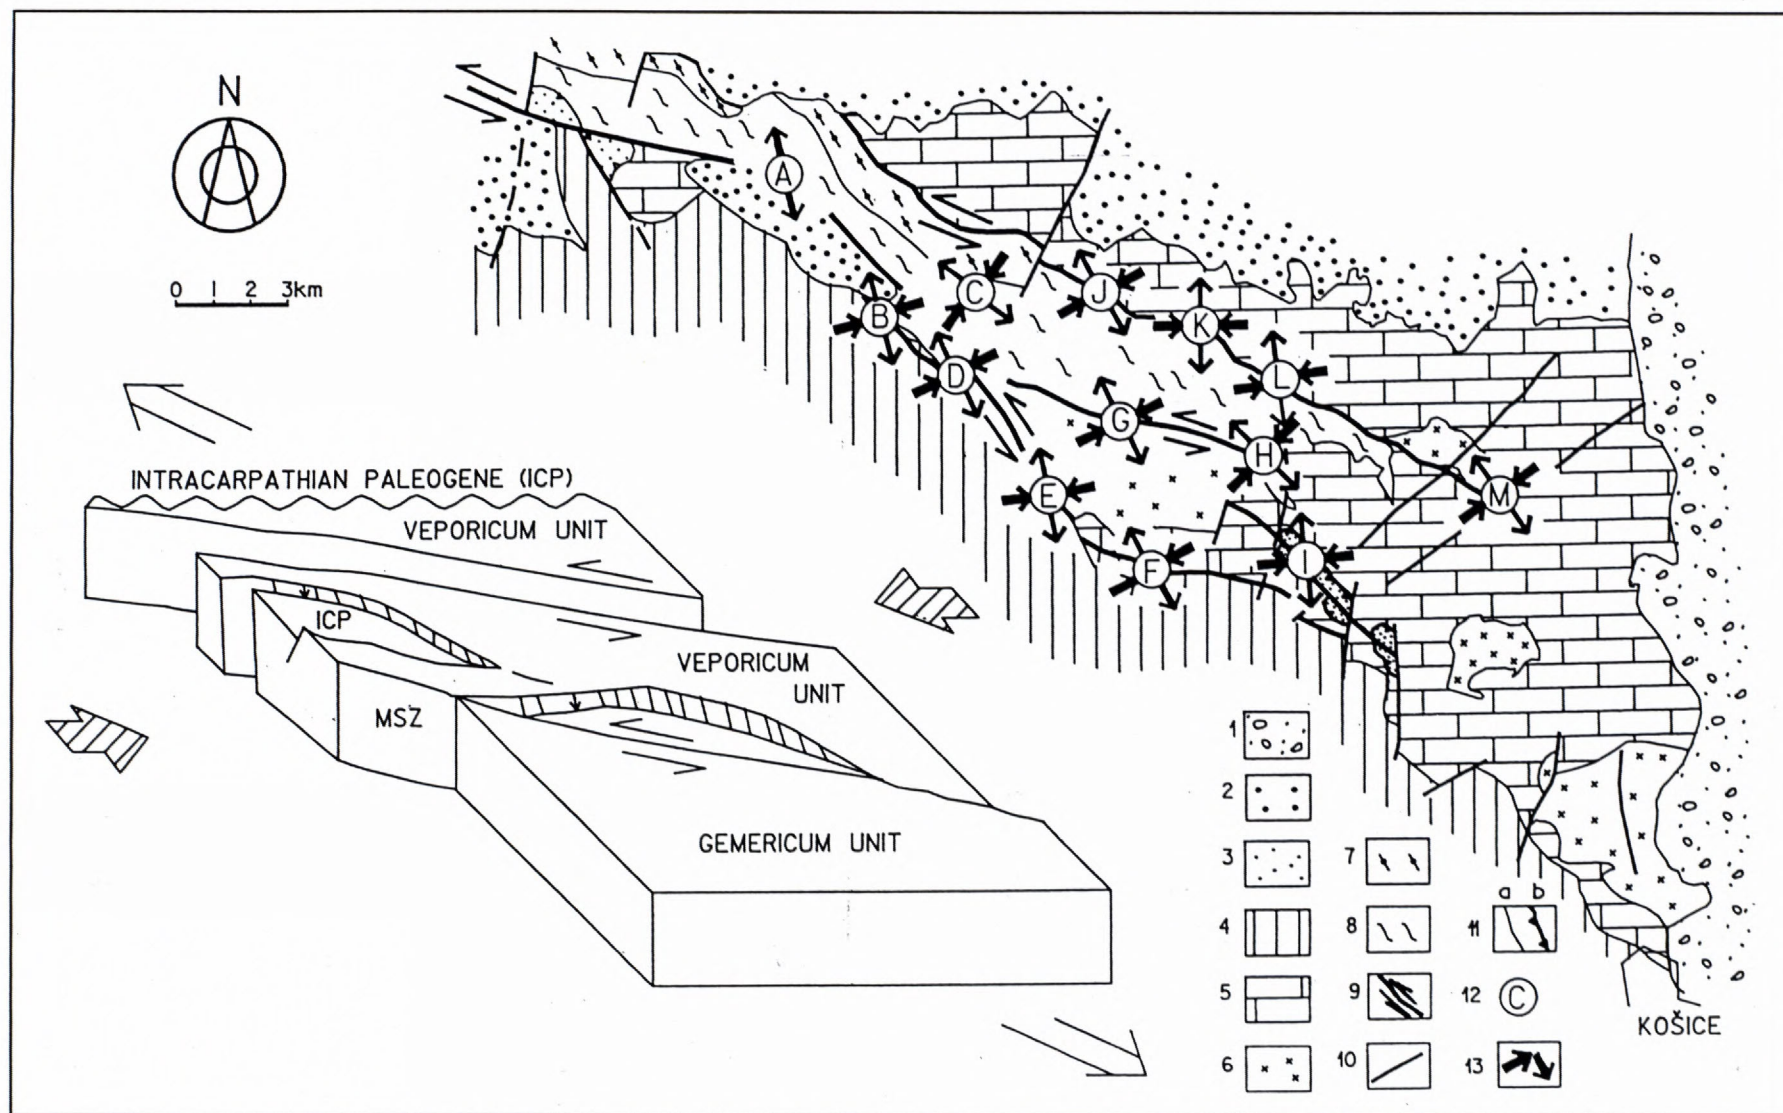 N
0 1 2 3km
A
B
C
D
E
F
G
H
I
J
K
L
M
INTRACARPATHIAN PALEOGENE (ICP)
VEPORICUM UNIT
ICP
VEPORICUM
UNIT
MSZ
GEMERICUM UNIT
1
2
3
4
5
6
7
8
9
10
a b
11
12 C
13
KOŠICE